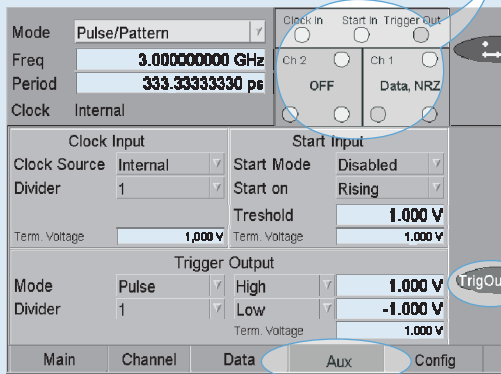 Mode Pulse/Pattern
Freq 3.000000000 GHz
Period 333.33333330 ps
Clock Internal
Clock In Start In Trigger Out
Ch 2 Ch 1
OFF Data, NRZ
Clock Input
Clock Source Internal
Divider 1
Term. Voltage 1,000 V
Start Input
Start Mode Disabled
Start on Rising
Treshold 1.000 V
Term. Voltage 1.000 V
Trigger Output
Mode Pulse High 1.000 V
Divider 1 Low -1.000 V
Term. Voltage 1.000 V
TrigOu
Main Channel Data Aux Config